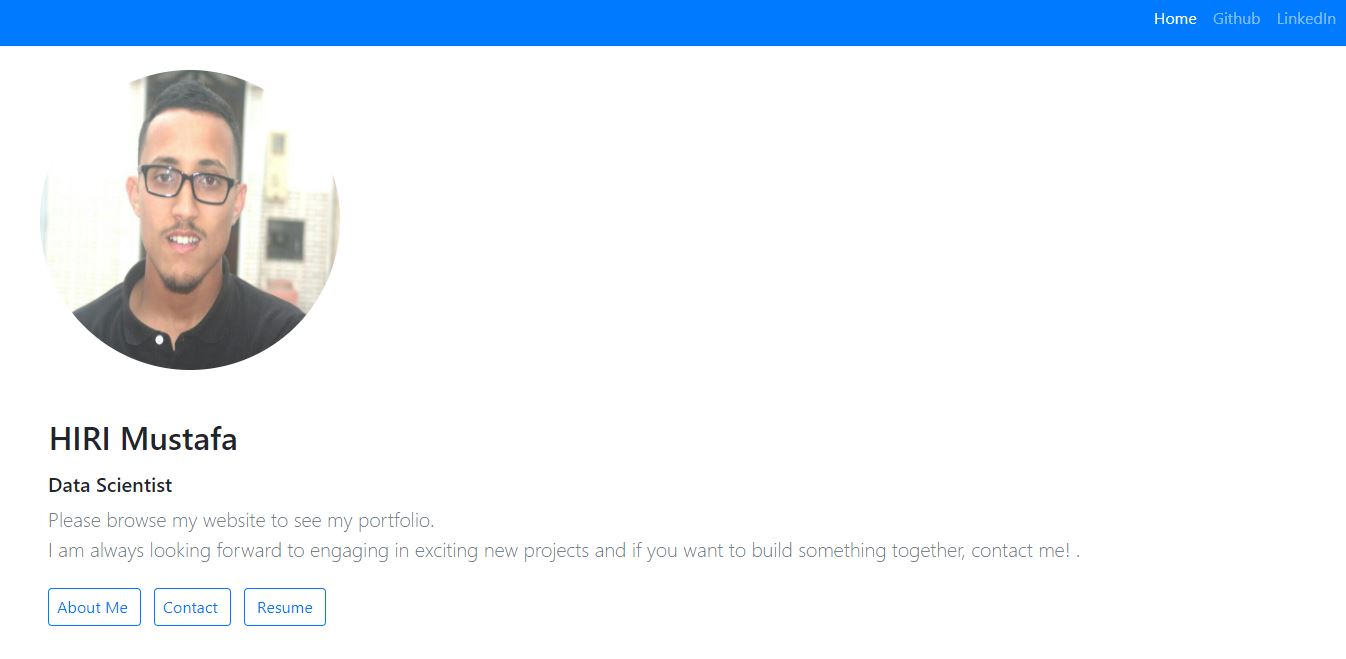 Home Github LinkedIn
HIRI Mustafa
Data Scientist
Please browse my website to see my portfolio.
I am always looking forward to engaging in exciting new projects and if you want to build something together, contact me! .
About Me Contact Resume